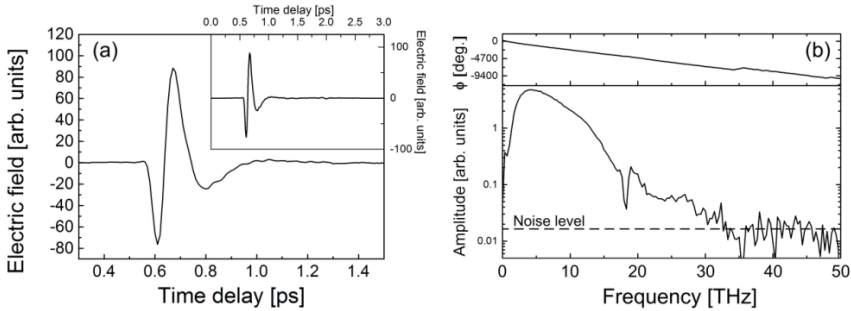 Time delay [ps]
0.0 0.5 1.0 1.5 2.0 2.5 3.0
100
0
-100
Electric field [arb. units]
(a)
120
100
80
60
40
20
0
-20
-40
-60
-80
Electric field [arb. units]
0.4 0.6 0.8 1.0 1.2 1.4
Time delay [ps]
(b)
0
-4700
-9400
ϕ [deg.]
1
0.1
0.01
Amplitude [arb. units]
Noise level
0 10 20 30 40 50
Frequency [THz]